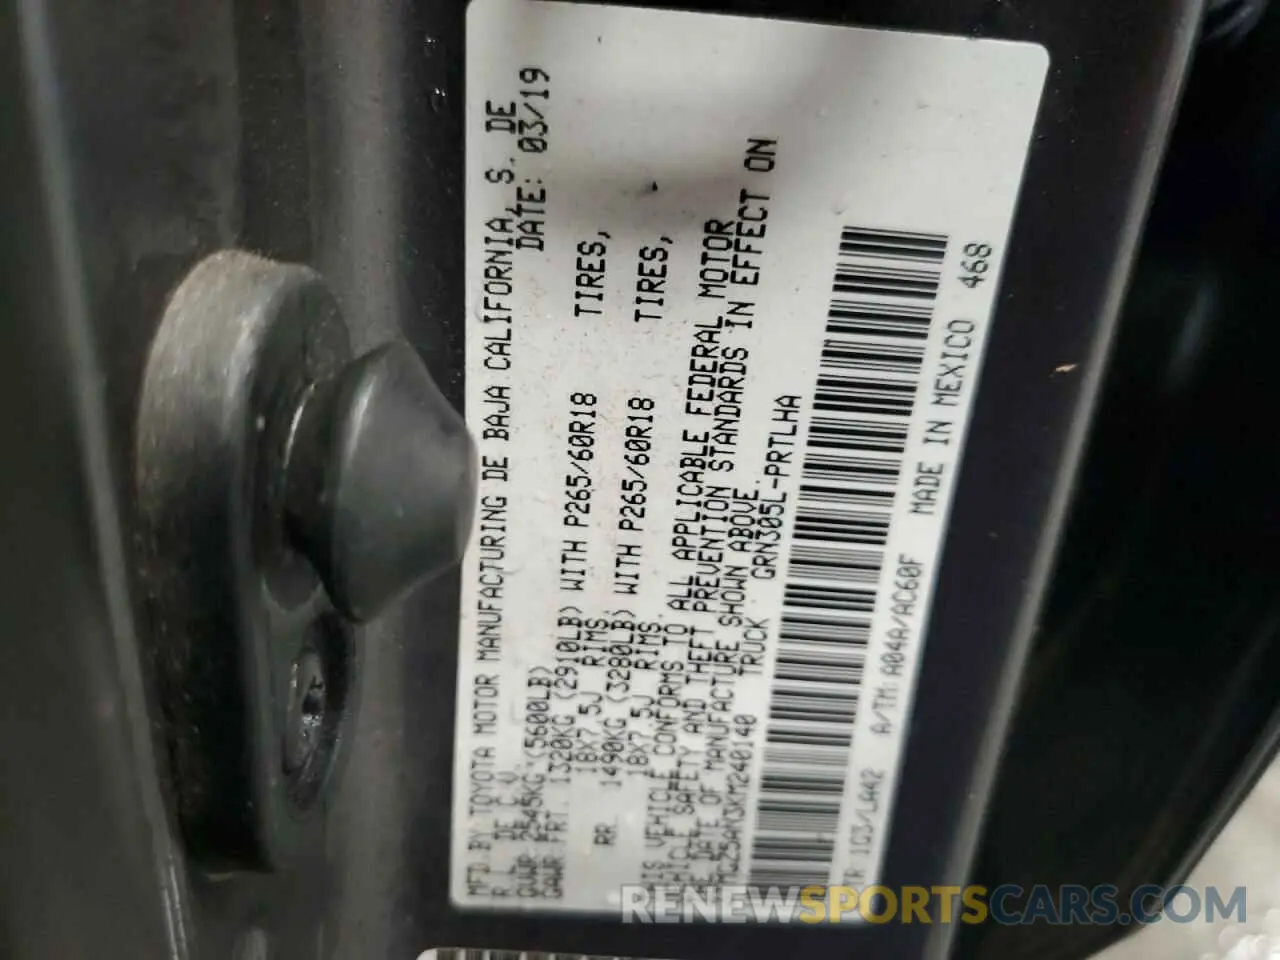 MFD BY TOYOTA MOTOR MANUFACTURING DE BAJA CALIFORNIA, S. DE
R L. DE C V DATE: 03/19
GVWR 2545KG (5600LB)
GAWR FRT. 1320KG (2910LB) WITH P265/60R18 TIRES,
18X7.5J RIMS,
RR. 1490KG (3280LB) WITH P265/60R18 TIRES,
18X7.5J RIMS.
VEHICLE CONFORMS TO ALL APPLICABLE FEDERAL MOTOR
SAFETY AND THEFT PREVENTION STANDARDS IN EFFECT ON
DATE OF MANUFACTURE SHOWN ABOVE.
TRUCK GRN305L-PRTLHA
1G3/LA42 A/TM: A04A/AC60F MADE IN MEXICO 468
RENEWSPORTSCARS.COM